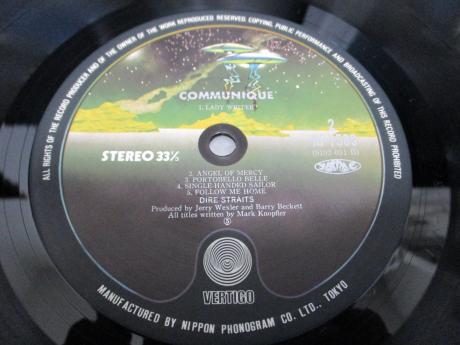 ALL RIGHTS OF THE RECORD PRODUCER AND OF THE OWNER OF THE WORK REPRODUCED RESERVED. COPYING, PUBLIC PERFORMANCE AND BROADCASTING OF THIS RECORD PROHIBITED
COMMUNIQUE
1. LADY WRITER
2
(9102 031 B)
STEREO 33⅓
2. ANGEL OF MERCY
3. PORTOBELLO BELLE
4. SINGLE-HANDED SAILOR
5. FOLLOW ME HOME
DIRE STRAITS
Produced by Jerry Wexler and Barry Beckett
All titles written by Mark Knopfler
S
VERTIGO
MANUFACTURED BY NIPPON PHONOGRAM CO. LTD., TOKYO